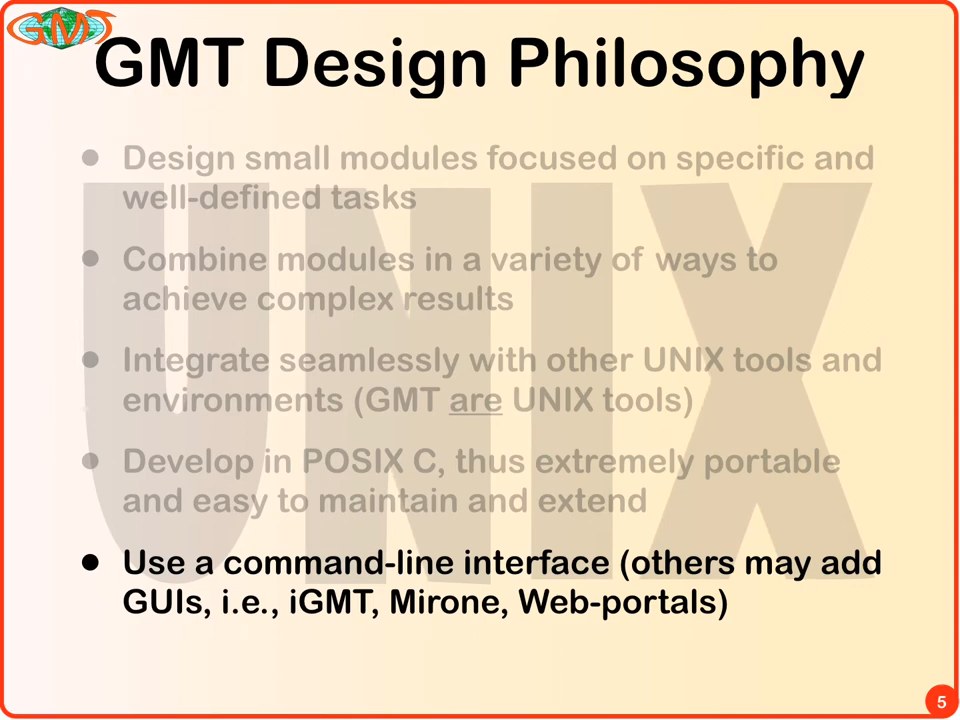 GMT
GMT Design Philosophy
• Design small modules focused on specific and
well-defined tasks
• Combine modules in a variety of ways to
achieve complex results
• Integrate seamlessly with other UNIX tools and
environments (GMT are UNIX tools)
• Develop in POSIX C, thus extremely portable
and easy to maintain and extend
• Use a command-line interface (others may add
GUIs, i.e., iGMT, Mirone, Web-portals)
UNIX
5